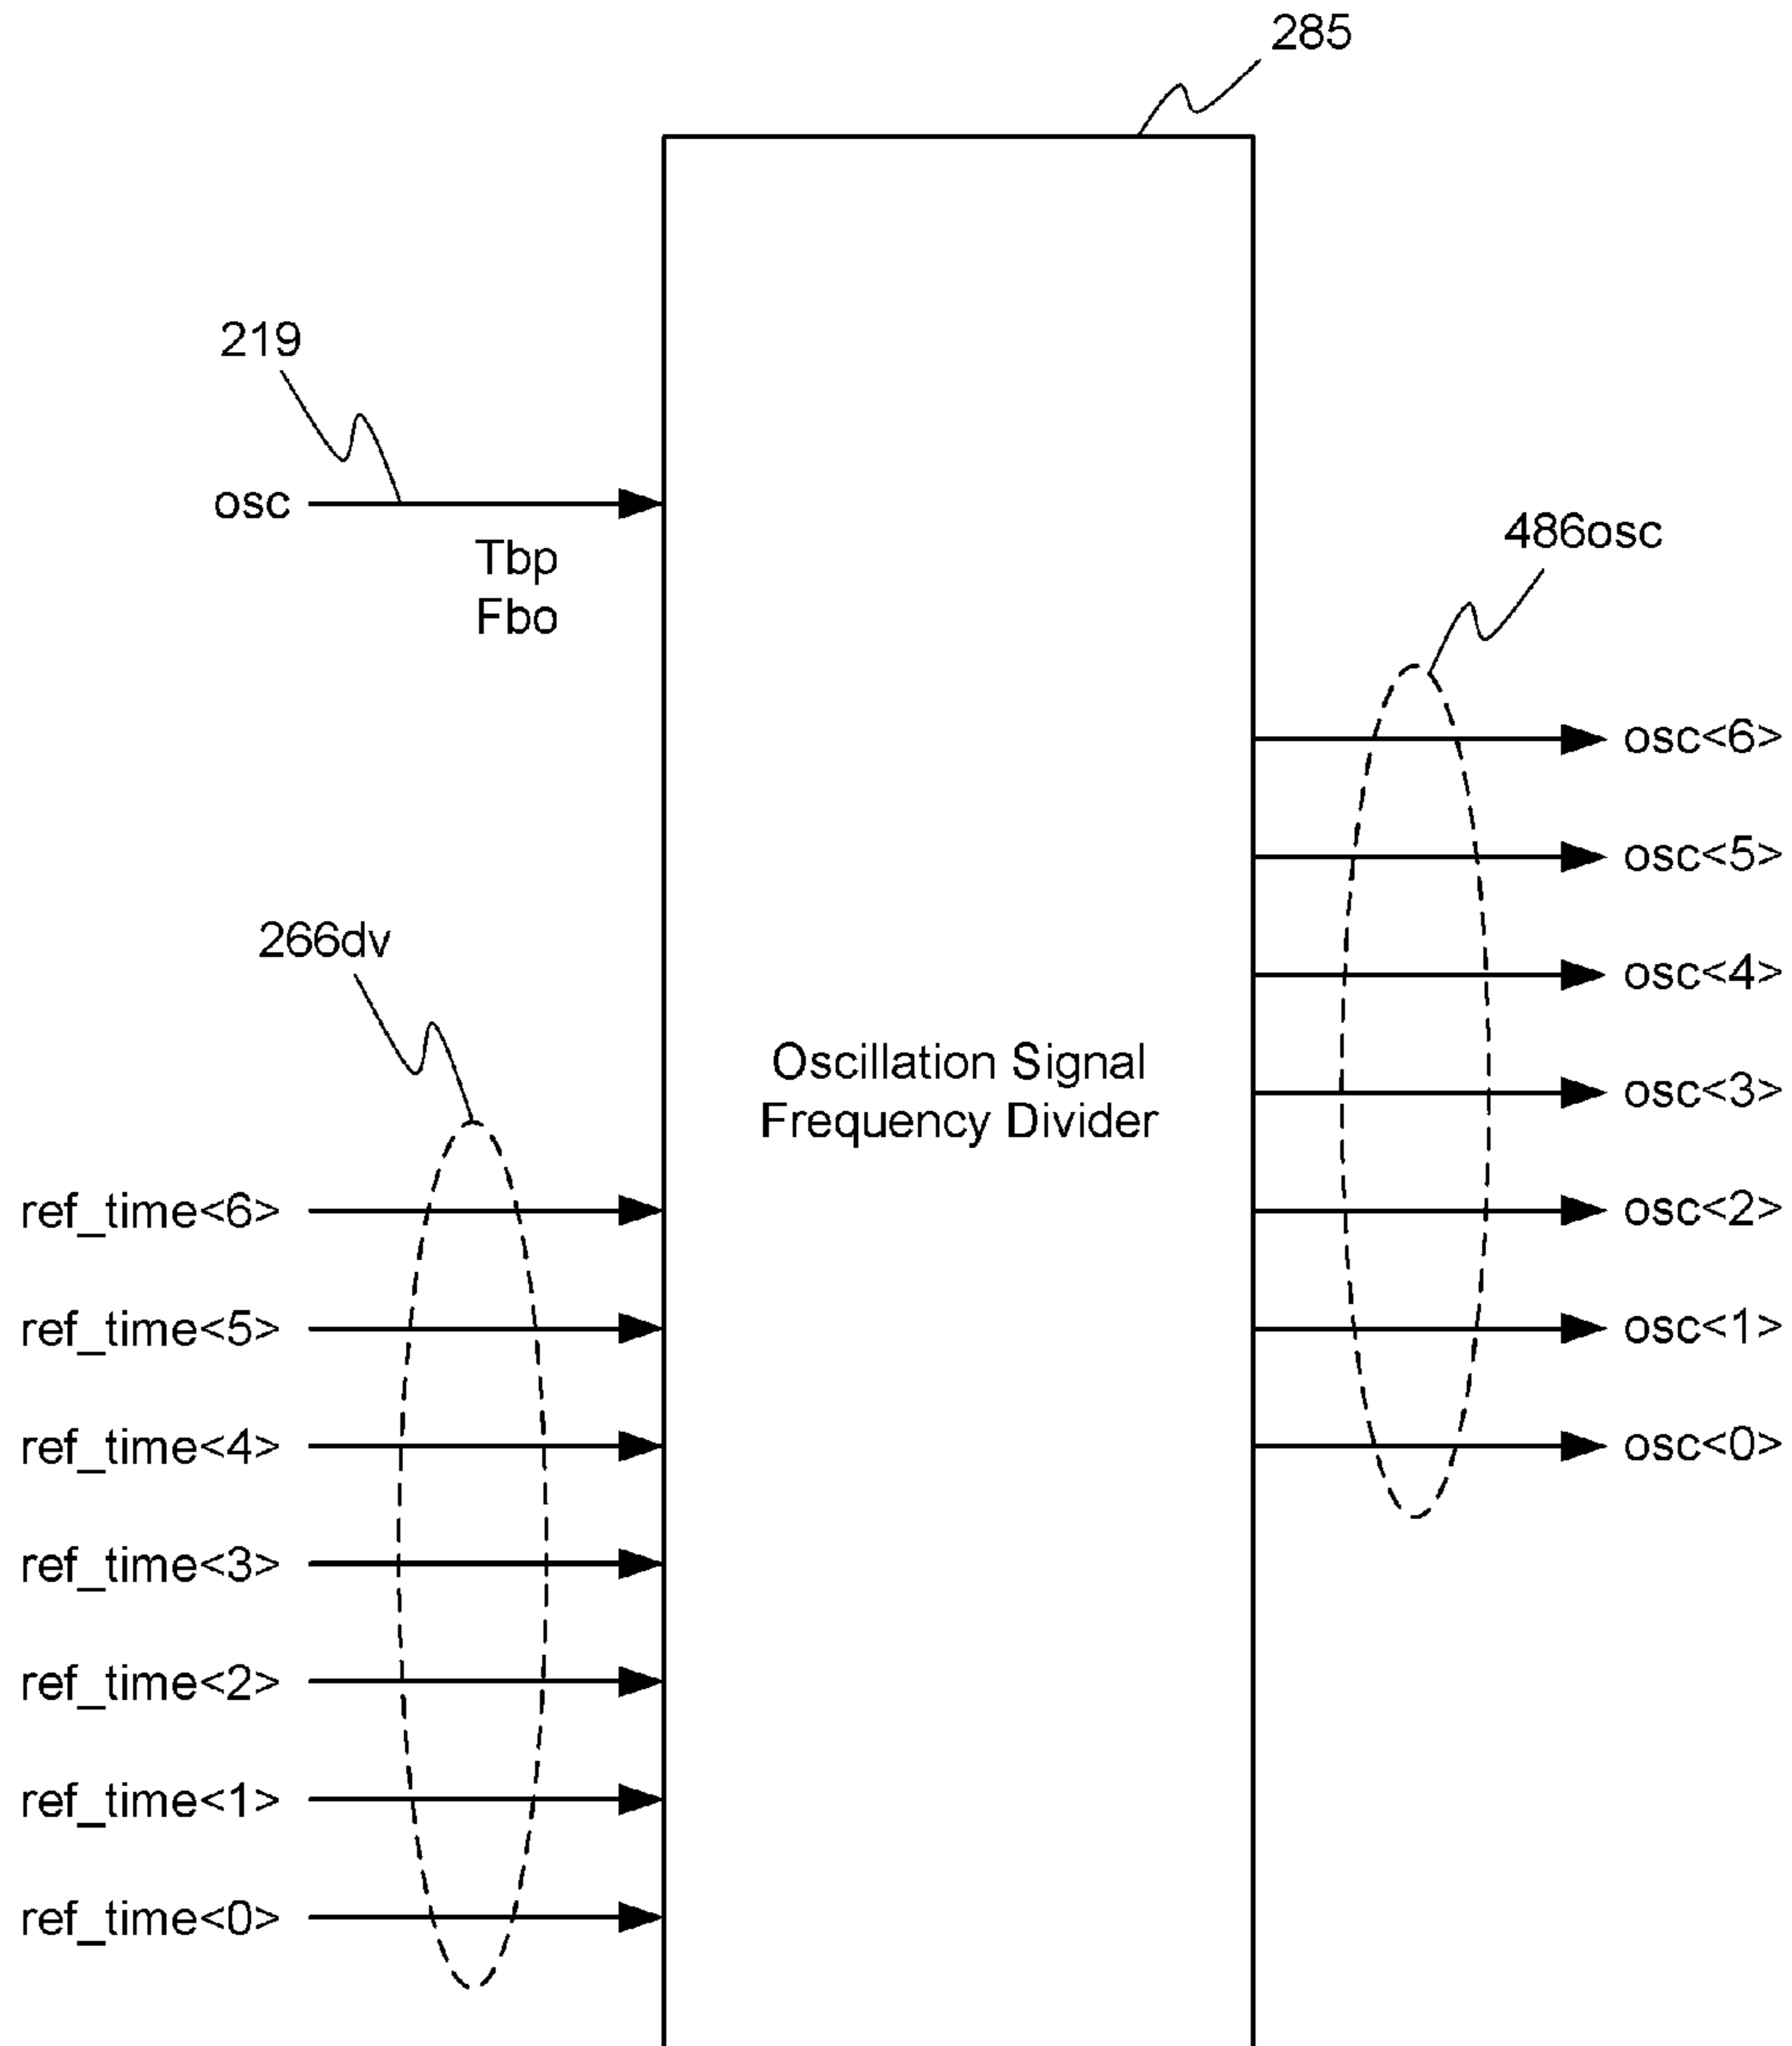 285
219
osc
Tbp
Fbo
486osc
osc<6>
osc<5>
266dv
osc<4>
Oscillation Signal
Frequency Divider
osc<3>
ref_time<6>
osc<2>
ref_time<5>
osc<1>
ref_time<4>
osc<0>
ref_time<3>
ref_time<2>
ref_time<1>
ref_time<0>